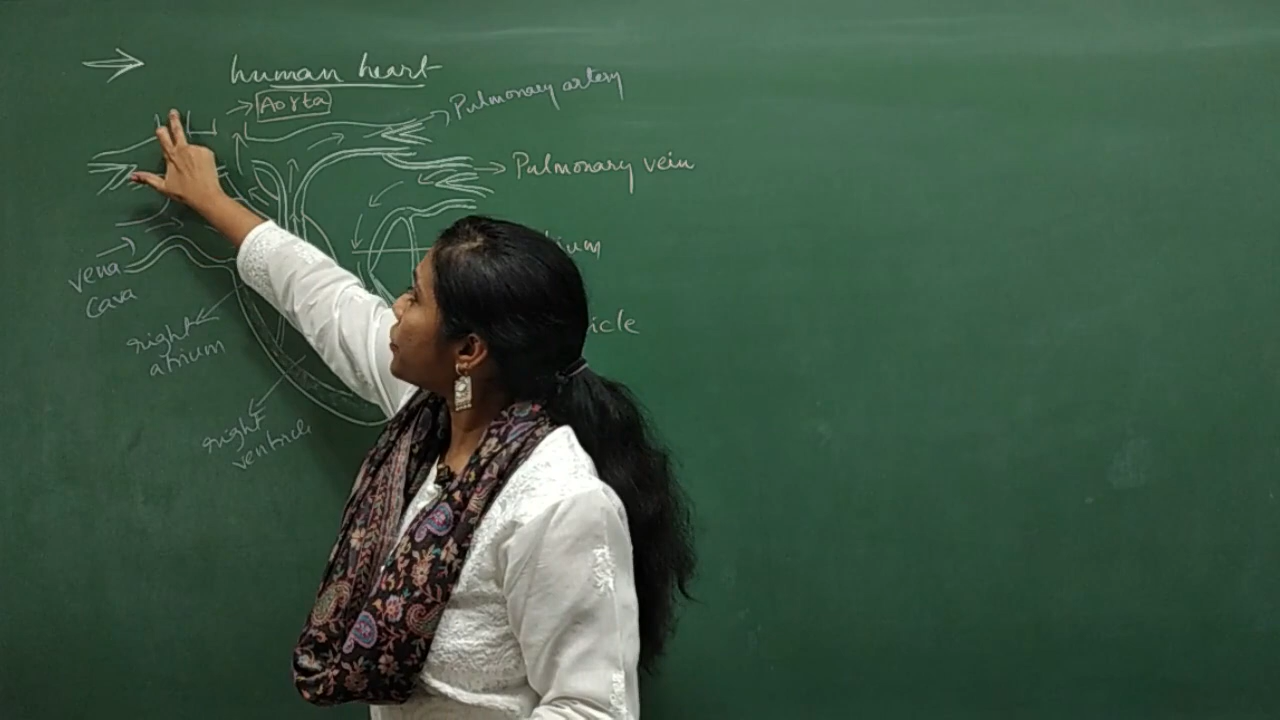 human heart
Aorta
Pulmonary artery
Pulmonary vein
vena
cava
right
atrium
right
ventricle